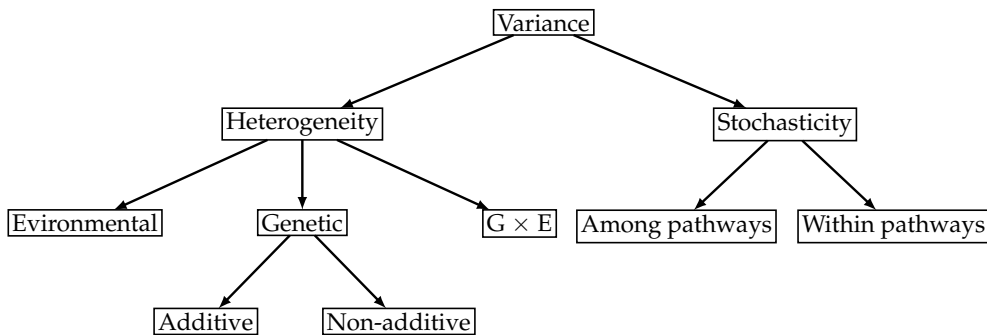 Variance
Heterogeneity
Stochasticity
Evironmental
Genetic
G × E
Among pathways
Within pathways
Additive
Non-additive